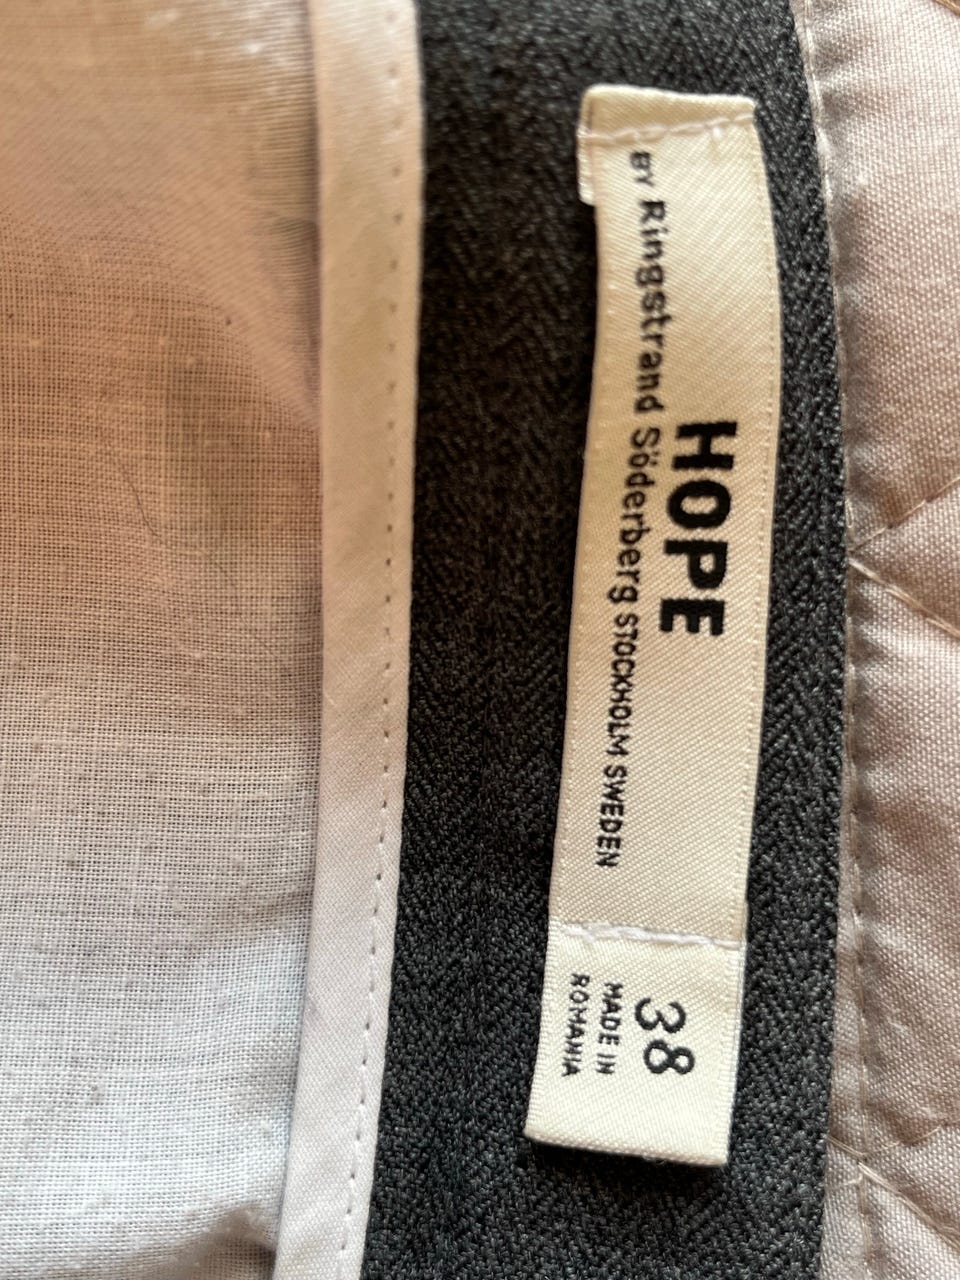 HOPE
BY Ringstrand Söderberg STOCKHOLM SWEDEN
38
MADE IN
ROMANIA